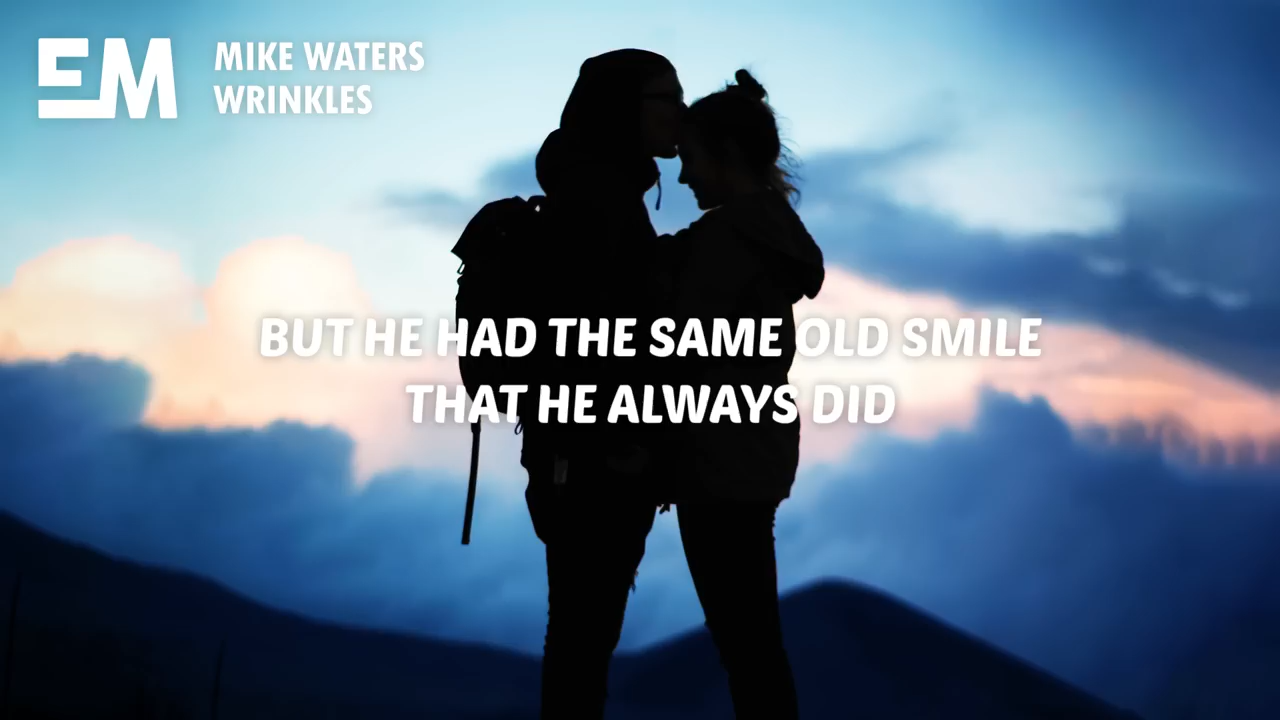 EM
MIKE WATERS
WRINKLES
BUT HE HAD THE SAME OLD SMILE
THAT HE ALWAYS DID